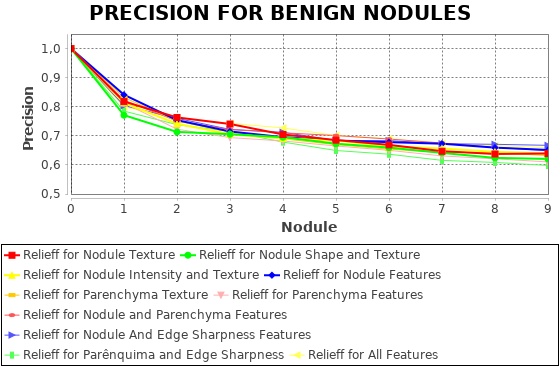 PRECISION FOR BENIGN NODULES
1,0
0,9
0,8
0,7
0,6
0,5
Precision
0 1 2 3 4 5 6 7 8 9
Nodule
Relieff for Nodule Texture Relieff for Nodule Shape and Texture
Relieff for Nodule Intensity and Texture Relieff for Nodule Features
Relieff for Parenchyma Texture Relieff for Parenchyma Features
Relieff for Nodule and Parenchyma Features
Relieff for Nodule And Edge Sharpness Features
Relieff for Parênquima and Edge Sharpness Relieff for All Features